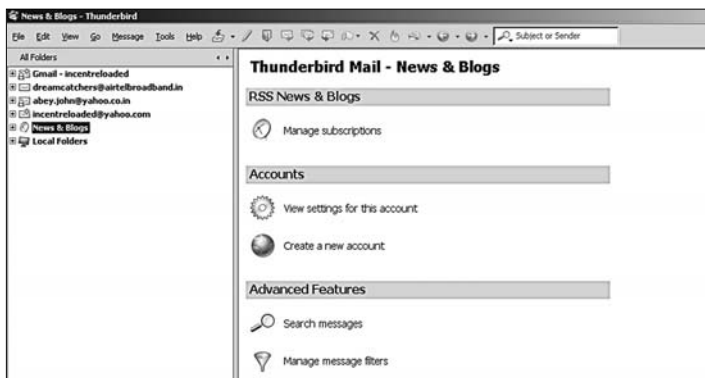 News & Blogs - Thunderbird
File Edit View Go Message Tools Help
Subject or Sender
All Folders
Gmail - incentreloaded
dreamcatchers@airtelbroadband.in
abey.john@yahoo.co.in
incentreloaded@yahoo.com
News & Blogs
Local Folders
Thunderbird Mail - News & Blogs
RSS News & Blogs
Manage subscriptions
Accounts
View settings for this account
Create a new account
Advanced Features
Search messages
Manage message filters